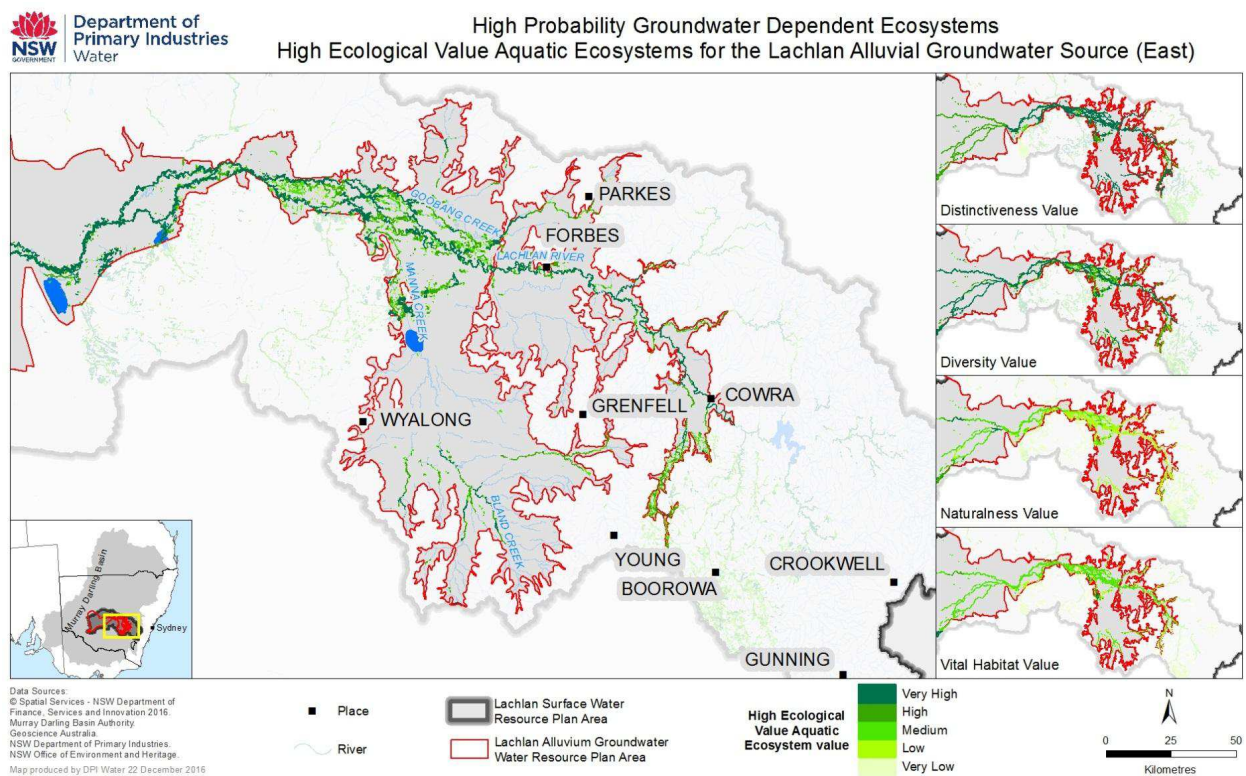 NSW
GOVERNMENT
Department of
Primary Industries
Water
High Probability Groundwater Dependent Ecosystems
High Ecological Value Aquatic Ecosystems for the Lachlan Alluvial Groundwater Source (East)
PARKES
GOOBANG CREEK
FORBES
LACHLAN RIVER
MANNA CREEK
GRENFELL
COWRA
WYALONG
BLAND CREEK
YOUNG
BOOROWA
CROOKWELL
GUNNING
Distinctiveness Value
Diversity Value
Naturalness Value
Vital Habitat Value
Murray Darling Basin
Sydney
Data Sources:
© Spatial Services - NSW Department of
Finance, Services and Innovation 2016.
Murray Darling Basin Authority.
Geoscience Australia.
NSW Department of Primary Industries.
NSW Office of Environment and Heritage.
Map produced by DPI Water 22 December 2016
Place
River
Lachlan Surface Water
Resource Plan Area
Lachlan Alluvium Groundwater
Water Resource Plan Area
High Ecological
Value Aquatic
Ecosystem value
Very High
High
Medium
Low
Very Low
N
0 25 50
Kilometres